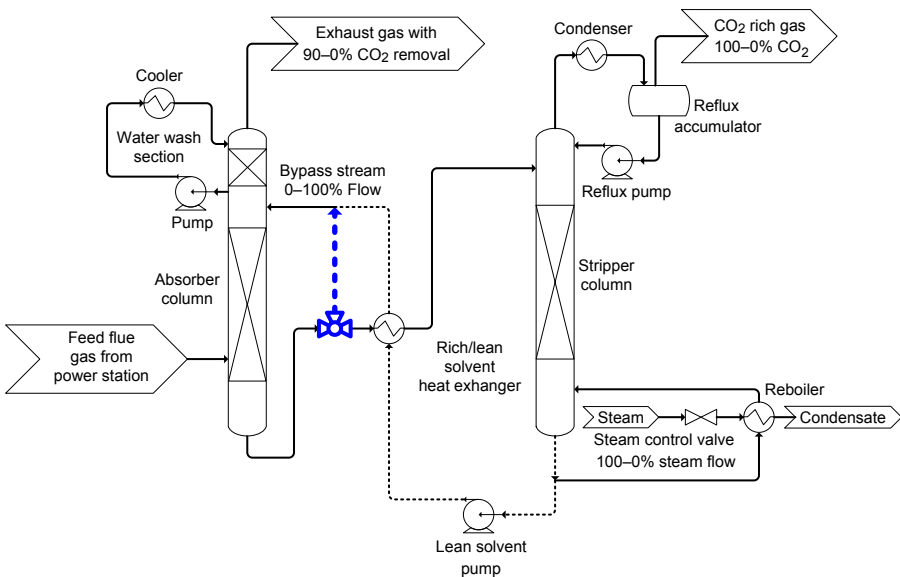 Exhaust gas with
90–0% CO2 removal
Condenser
CO2 rich gas
100–0% CO2
Cooler
Reflux
accumulator
Water wash
section
Bypass stream
0–100% Flow
Reflux pump
Pump
Absorber
column
Stripper
column
Feed flue
gas from
power station
Rich/lean
solvent
heat exhanger
Reboiler
Steam
Condensate
Steam control valve
100–0% steam flow
Lean solvent
pump